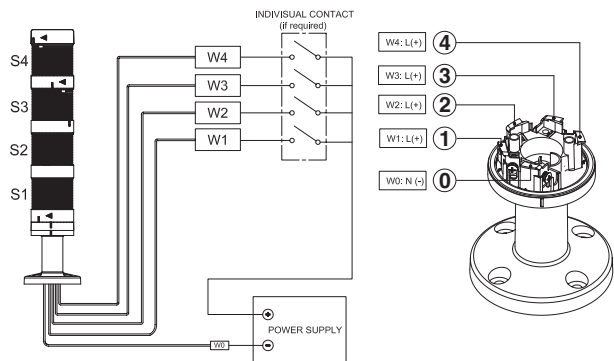 INDIVISUAL CONTACT
(if required)
S4
S3
S2
S1
W4
W3
W2
W1
W0
+
POWER SUPPLY
−
W4: L(+) 4
W3: L(+) 3
W2: L(+) 2
W1: L(+) 1
W0: N (-) 0